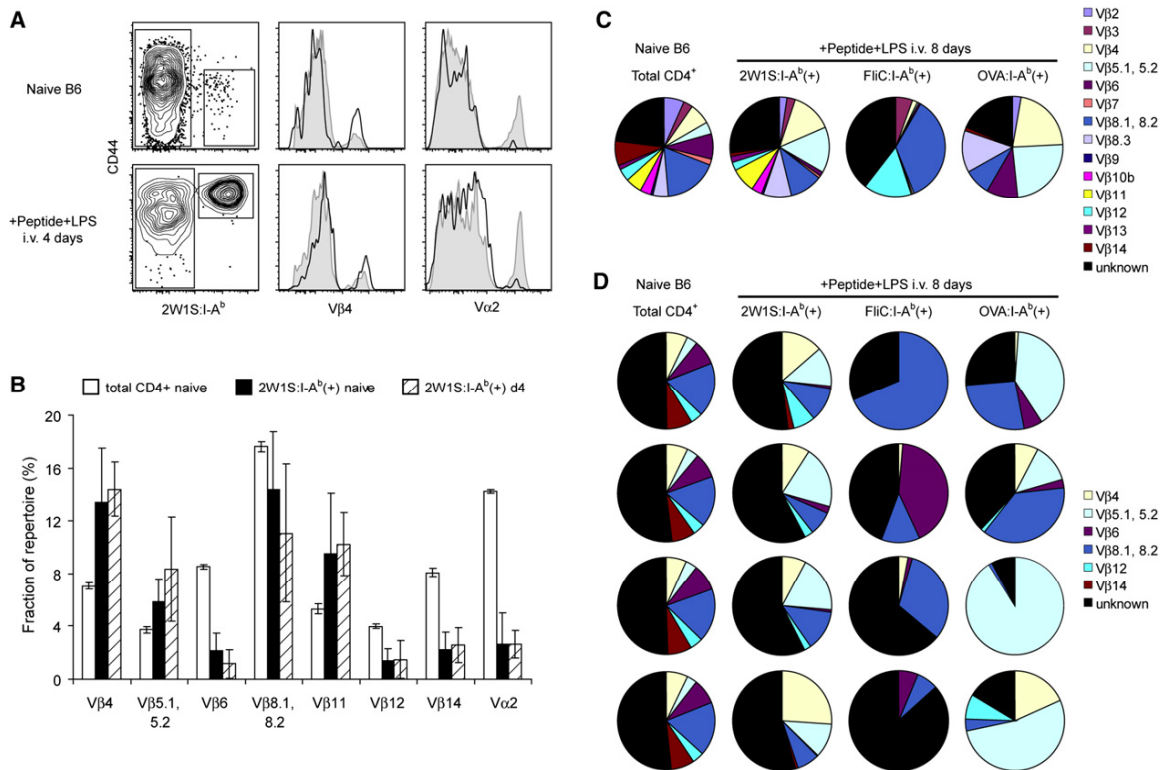 A
Naive B6
CD44
+Peptide+LPS
i.v. 4 days
2W1S:I-Aᵇ
Vβ4
Vα2
B
total CD4+ naive
2W1S:I-Aᵇ(+) naive
2W1S:I-Aᵇ(+) d4
Fraction of repertoire (%)
20
16
12
8
4
0
Vβ4
Vβ5.1,
5.2
Vβ6
Vβ8.1,
8.2
Vβ11
Vβ12
Vβ14
Vα2
C
Naive B6
+Peptide+LPS i.v. 8 days
Total CD4⁺
2W1S:I-Aᵇ(+)
FliC:I-Aᵇ(+)
OVA:I-Aᵇ(+)
Vβ2
Vβ3
Vβ4
Vβ5.1, 5.2
Vβ6
Vβ7
Vβ8.1, 8.2
Vβ8.3
Vβ9
Vβ10b
Vβ11
Vβ12
Vβ13
Vβ14
unknown
D
Naive B6
+Peptide+LPS i.v. 8 days
Total CD4⁺
2W1S:I-Aᵇ(+)
FliC:I-Aᵇ(+)
OVA:I-Aᵇ(+)
Vβ4
Vβ5.1, 5.2
Vβ6
Vβ8.1, 8.2
Vβ12
Vβ14
unknown